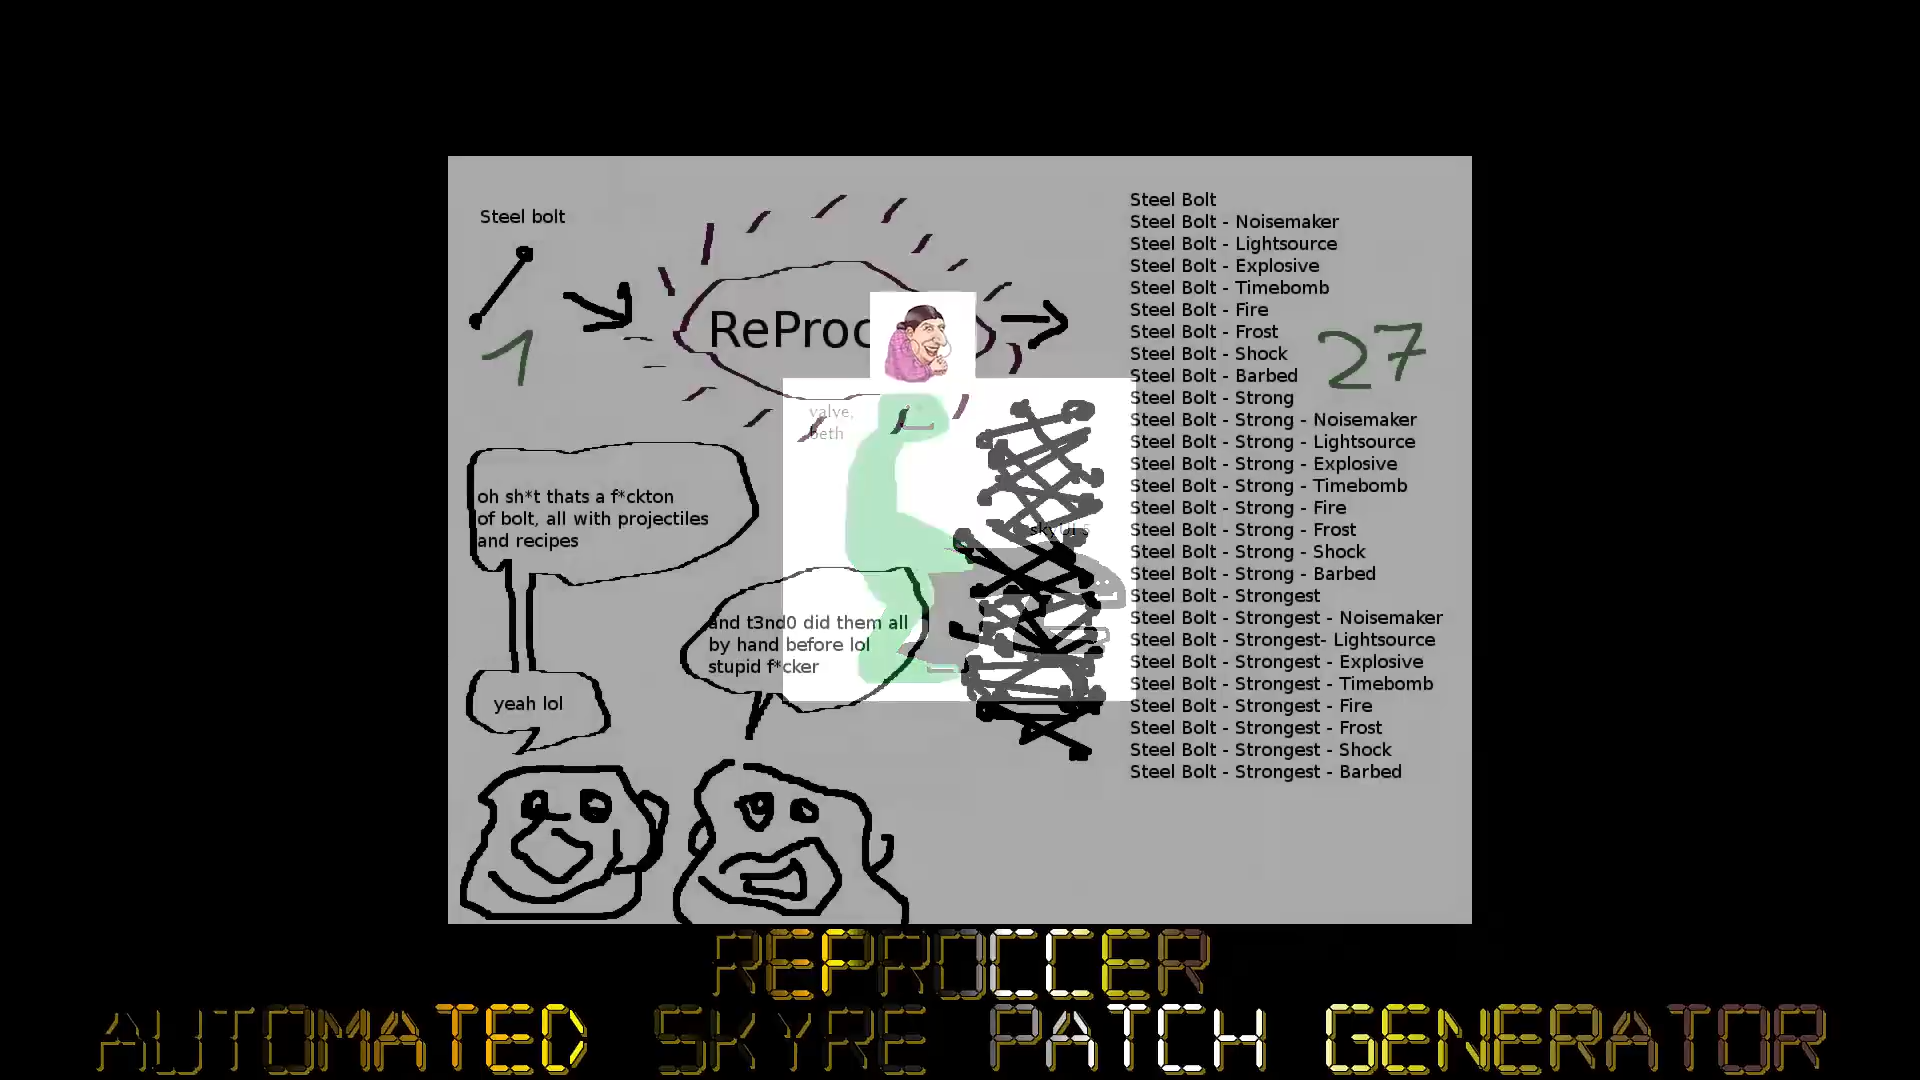 Steel bolt
1
ReProc
valve,
beth
oh sh*t thats a f*ckton
of bolt, all with projectiles
and recipes
yeah lol
and t3nd0 did them all
by hand before lol
stupid f*cker
skyUI 5
Steel Bolt
Steel Bolt - Noisemaker
Steel Bolt - Lightsource
Steel Bolt - Explosive
Steel Bolt - Timebomb
Steel Bolt - Fire
Steel Bolt - Frost
Steel Bolt - Shock
Steel Bolt - Barbed
Steel Bolt - Strong
Steel Bolt - Strong - Noisemaker
Steel Bolt - Strong - Lightsource
Steel Bolt - Strong - Explosive
Steel Bolt - Strong - Timebomb
Steel Bolt - Strong - Fire
Steel Bolt - Strong - Frost
Steel Bolt - Strong - Shock
Steel Bolt - Strong - Barbed
Steel Bolt - Strongest
Steel Bolt - Strongest - Noisemaker
Steel Bolt - Strongest- Lightsource
Steel Bolt - Strongest - Explosive
Steel Bolt - Strongest - Timebomb
Steel Bolt - Strongest - Fire
Steel Bolt - Strongest - Frost
Steel Bolt - Strongest - Shock
Steel Bolt - Strongest - Barbed
27
REPROCCER
AUTOMATED SKYRE PATCH GENERATOR